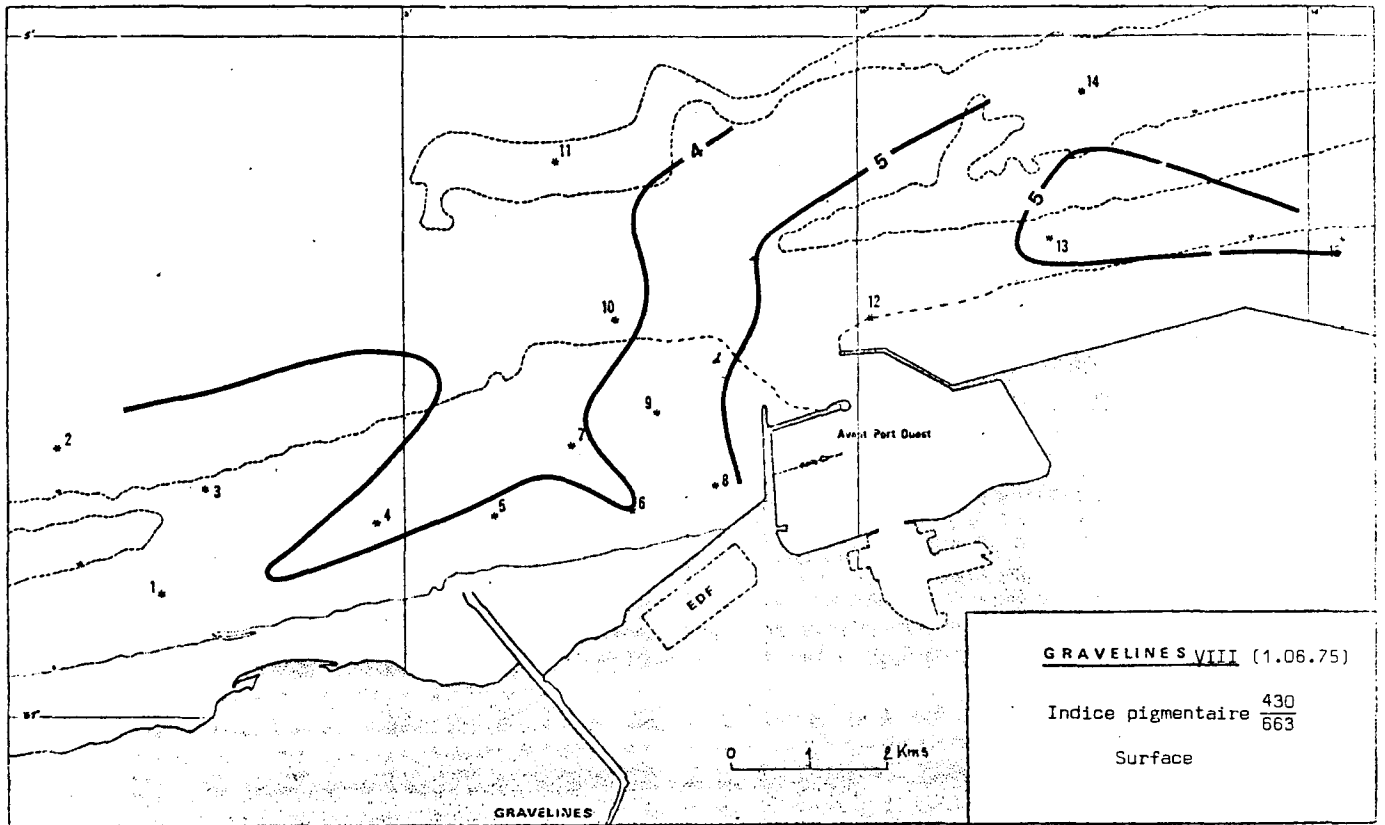 5'
14
11
4
5
5
13
12
10
9
2
7
3
8
6
5
4
1
Avant Port Ouest
EDF
GRAVELINES VIII (1.06.75)
Indice pigmentaire 430/663
Surface
0 1 2 Kms
GRAVELINES